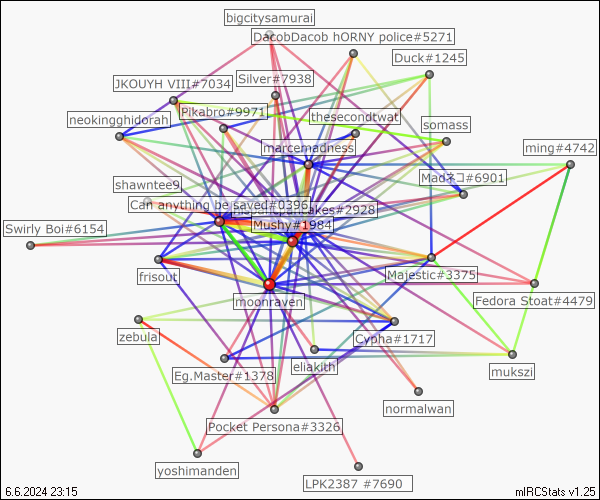 bigcitysamurai
DacobDacob hORNY police#5271
Duck#1245
JKOUYH VIII#7034
Silver#7938
Pikabro#9971
thesecondtwat
neokingghidorah
somass
marcemadness
ming#4742
shawntee9
Madネコ#6901
Can anything be saved#0396
#2928
Mushy#1984
Swirly Boi#6154
frisout
Majestic#3375
moonraven
Fedora Stoat#4479
zebula
Cypha#1717
eliakith
mukszi
Eg.Master#1378
normalwan
Pocket Persona#3326
yoshimanden
LPK2387 #7690
6.6.2024 23:15
mIRCStats v1.25